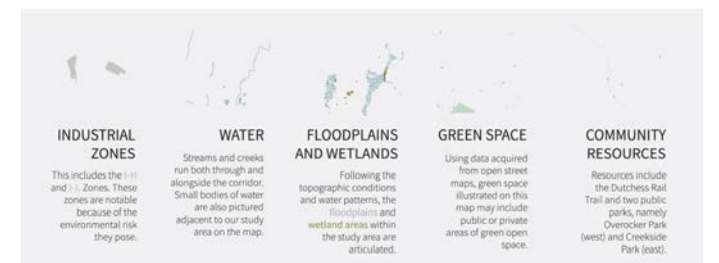 INDUSTRIAL
ZONES
This includes the I-H
and I-L Zones. These
zones are notable
because of the
environmental risk
they pose.
WATER
Streams and creeks
run both through and
alongside the corridor.
Small bodies of water
are also pictured
adjacent to our study
area on the map.
FLOODPLAINS
AND WETLANDS
Following the
topographic conditions
and water patterns, the
floodplains and
wetland areas within
the study area are
articulated.
GREEN SPACE
Using data acquired
from open street
maps, green space
illustrated on this
map may include
public or private
areas of green open
space.
COMMUNITY
RESOURCES
Resources include
the Dutchess Rail
Trail and two public
parks, namely
Overocker Park
(west) and Creekside
Park (east).